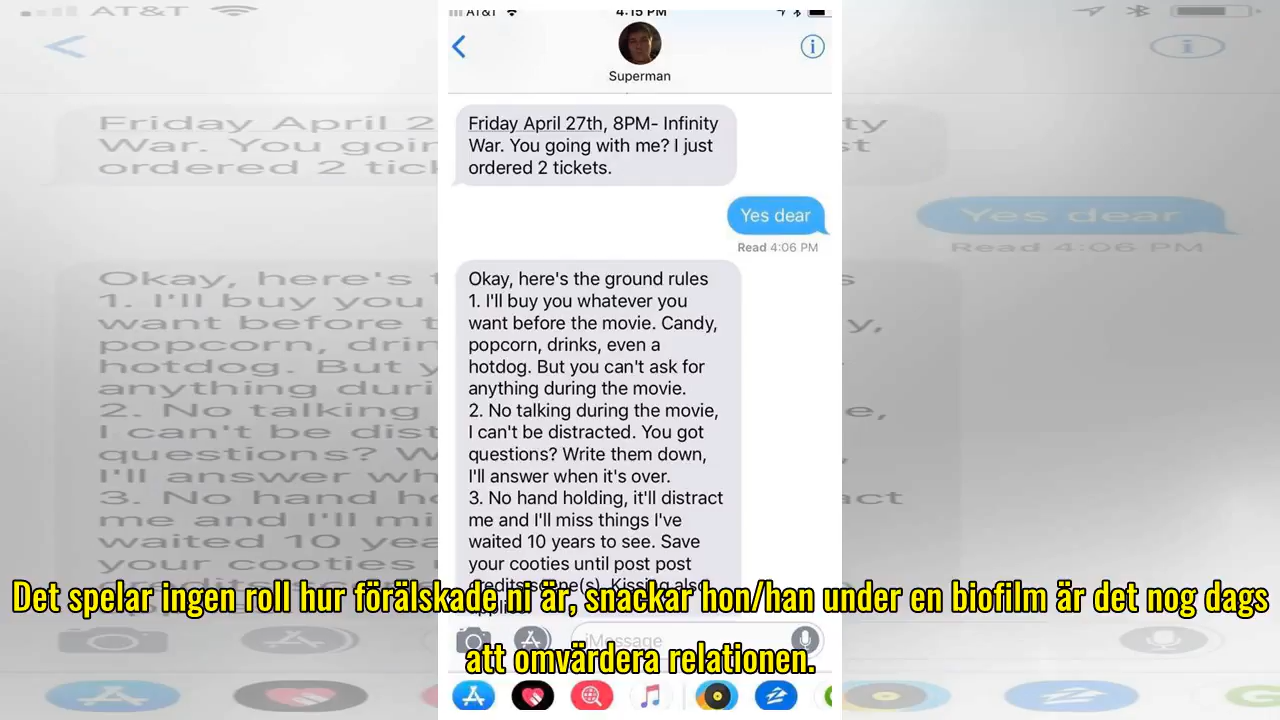 AT&T
4:15 PM
Superman
Friday April 27th, 8PM- Infinity
War. You going with me? I just
ordered 2 tickets.
Yes dear
Read 4:06 PM
Okay, here's the ground rules
1. I'll buy you whatever you
want before the movie. Candy,
popcorn, drinks, even a
hotdog. But you can't ask for
anything during the movie.
2. No talking during the movie,
I can't be distracted. You got
questions? Write them down,
I'll answer when it's over.
3. No hand holding, it'll distract
me and I'll miss things I've
waited 10 years to see. Save
your cooties until post post
credits scene(s). Kissing also
iMessage
Det spelar ingen roll hur förälskade ni är, snackar hon/han under en biofilm är det nog dags
att omvärdera relationen.